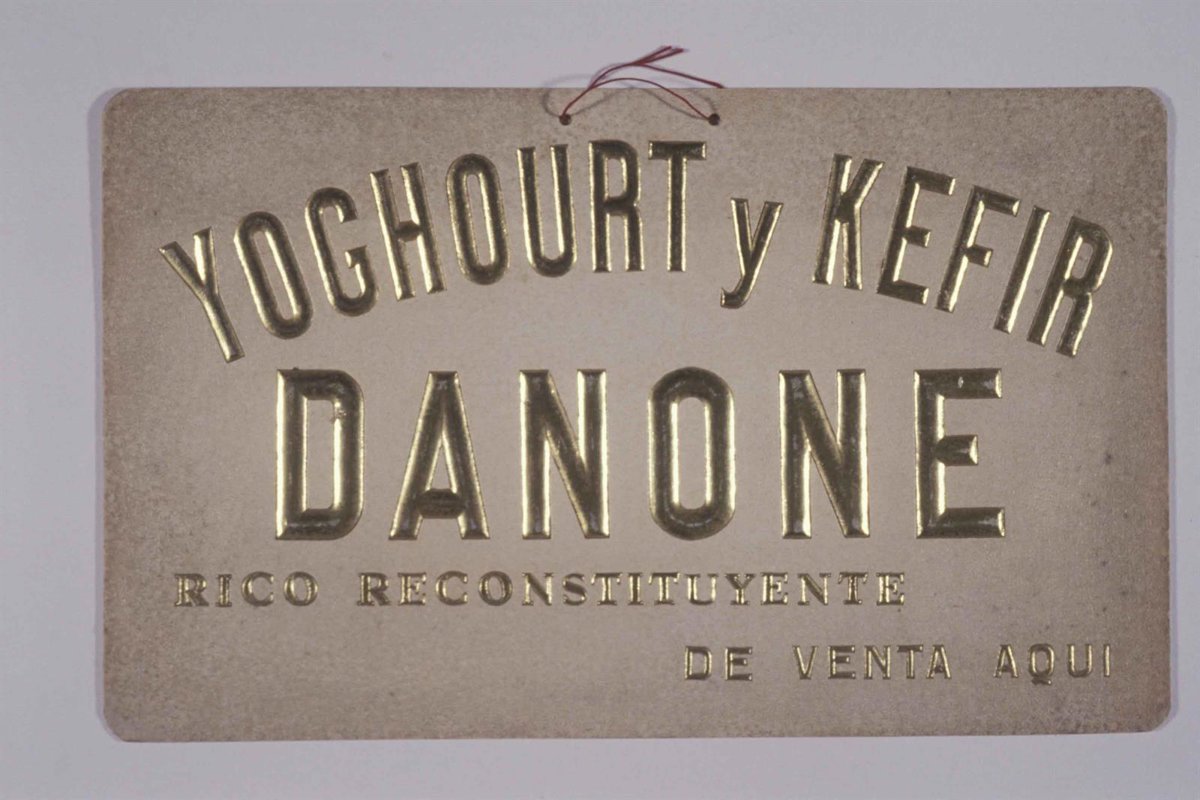 YOGHOURT y KEFIR
DANONE
RICO RECONSTITUYENTE
DE VENTA AQUI